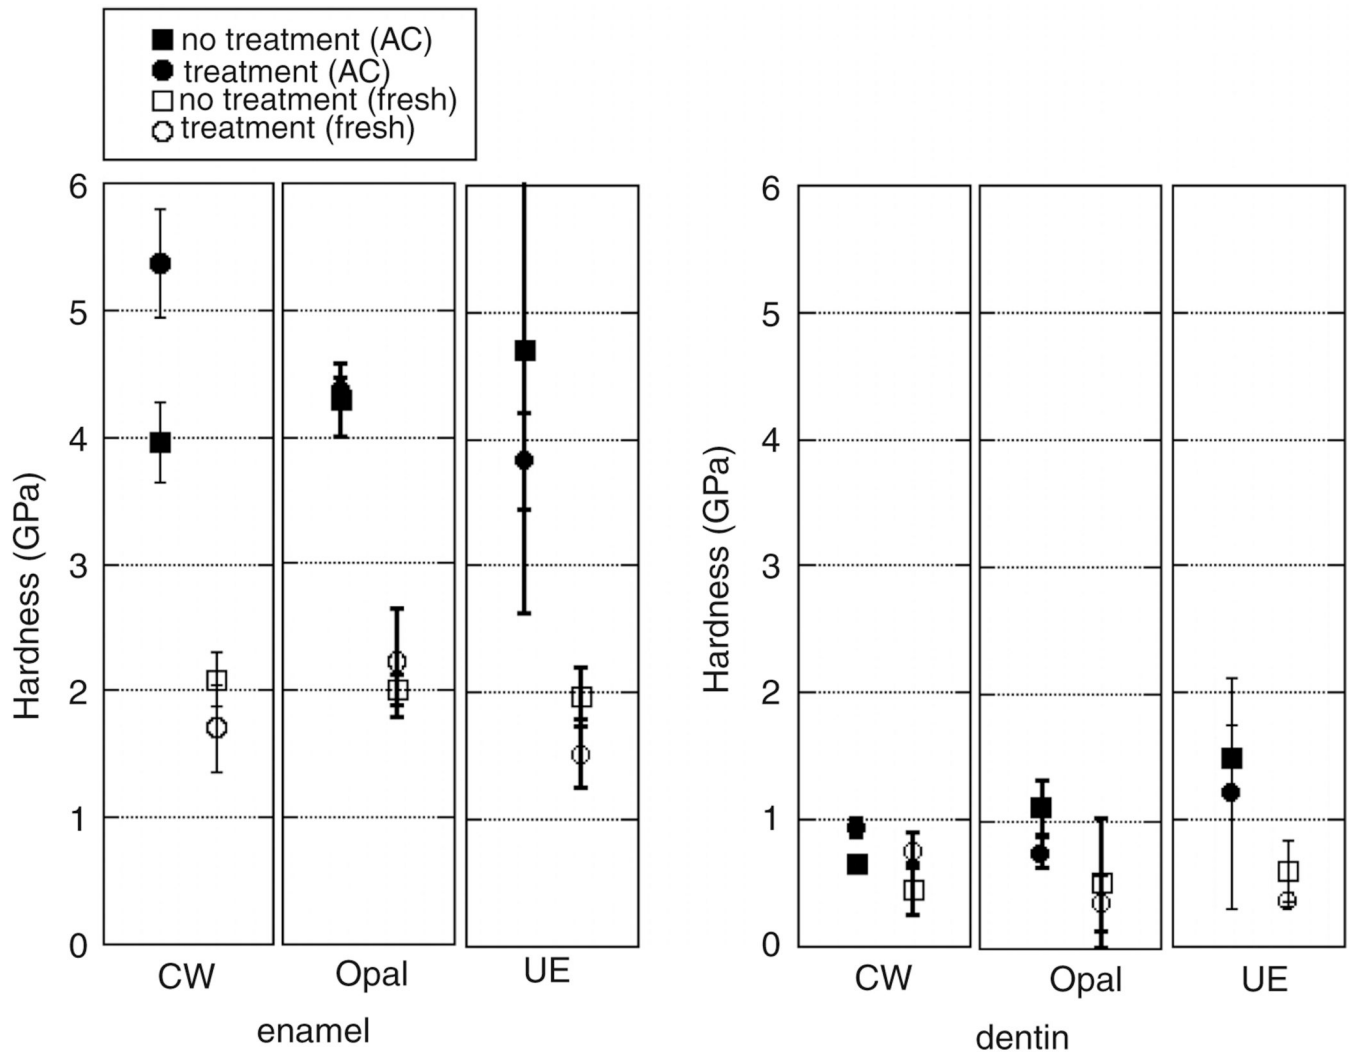 no treatment (AC)
treatment (AC)
no treatment (fresh)
treatment (fresh)
Hardness (GPa)
6
5
4
3
2
1
0
CW
Opal
UE
enamel
Hardness (GPa)
6
5
4
3
2
1
0
CW
Opal
UE
dentin